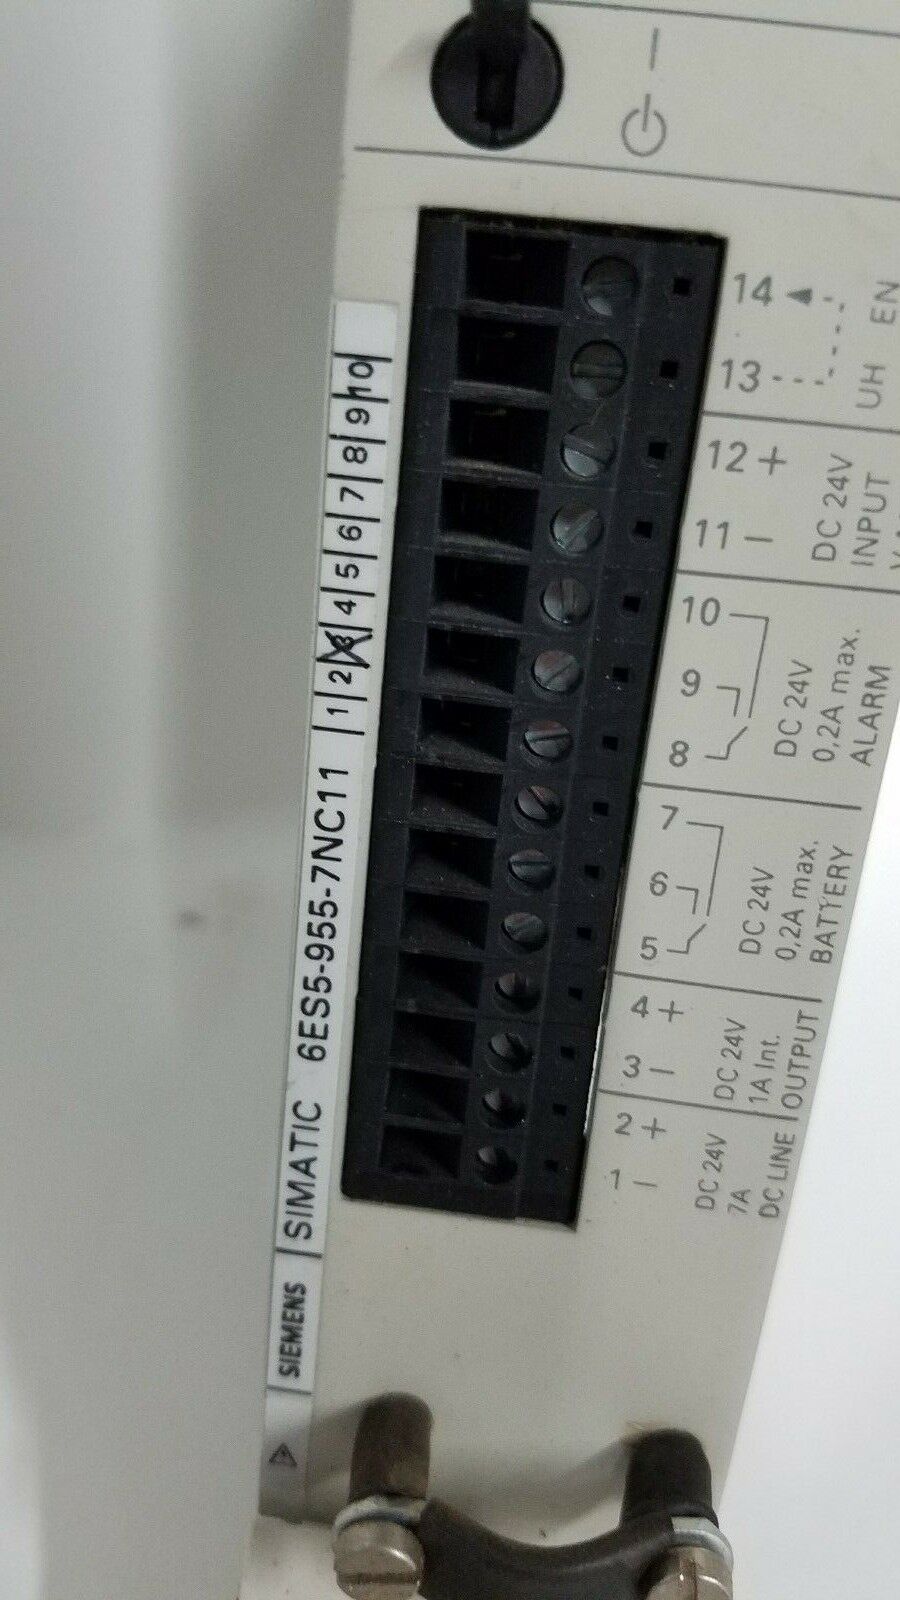 14
13
UH EN
12 +
11 –
DC 24V
INPUT
10
9
8
DC 24V
0,2A max.
ALARM
7
6
5
DC 24V
0,2A max.
BATTERY
4 +
3 –
DC 24V
1A Int.
OUTPUT
2 +
1 –
DC 24V
7A
DC LINE
SIEMENS SIMATIC 6ES5-955-7NC11 1 2 3 4 5 6 7 8 9 10